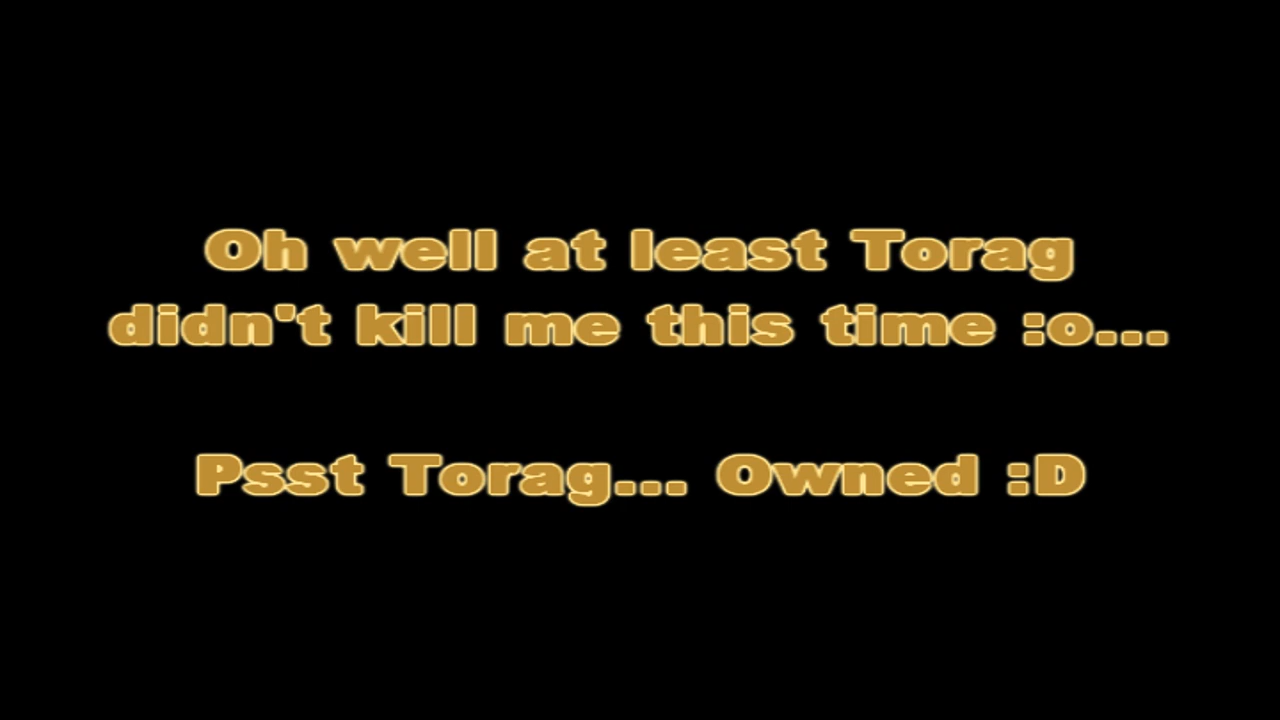 Oh well at least Torag
didn't kill me this time :o...
Psst Torag... Owned :D